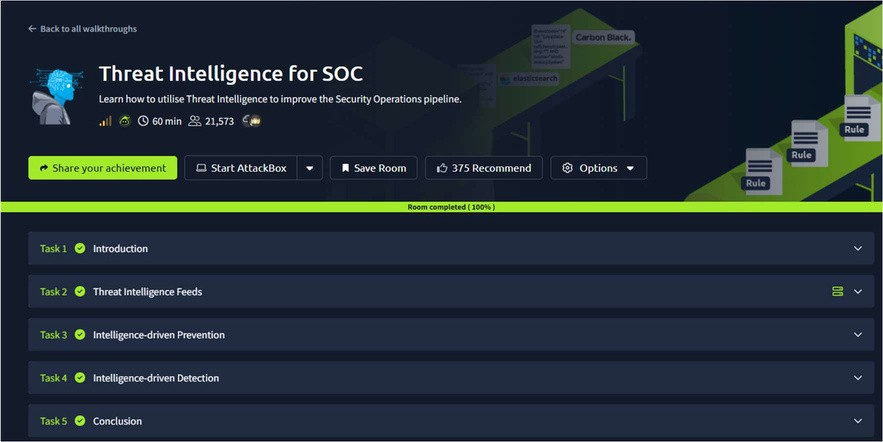 Back to all walkthroughs
Carbon Black.
elasticsearch
Threat Intelligence for SOC
Learn how to utilise Threat Intelligence to improve the Security Operations pipeline.
60 min 21,573
Share your achievement Start AttackBox Save Room 375 Recommend Options
Rule
Rule
Rule
Room completed ( 100% )
Task 1 Introduction
Task 2 Threat Intelligence Feeds
Task 3 Intelligence-driven Prevention
Task 4 Intelligence-driven Detection
Task 5 Conclusion